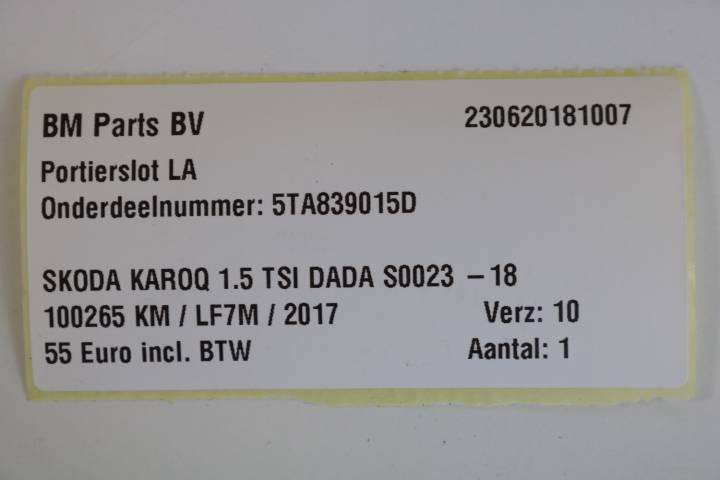 BM Parts BV 230620181007
Portierslot LA
Onderdeelnummer: 5TA839015D
SKODA KAROQ 1.5 TSI DADA S0023 – 18
100265 KM / LF7M / 2017 Verz: 10
55 Euro incl. BTW Aantal: 1